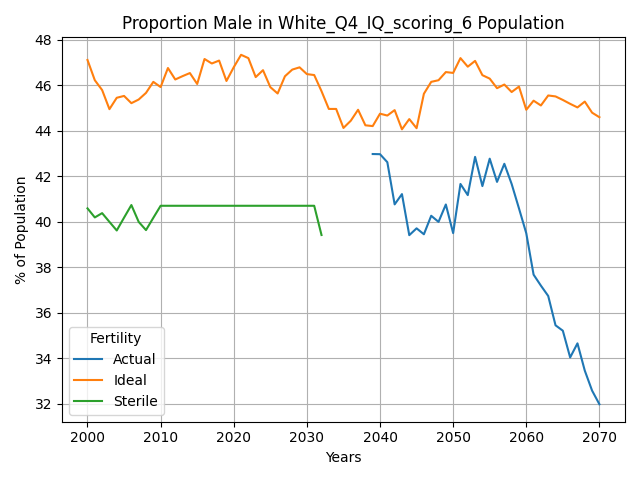 Proportion Male in White_Q4_IQ_scoring_6 Population
% of Population
48
46
44
42
40
38
36
34
32
Fertility
Actual
Ideal
Sterile
2000 2010 2020 2030 2040 2050 2060 2070
Years